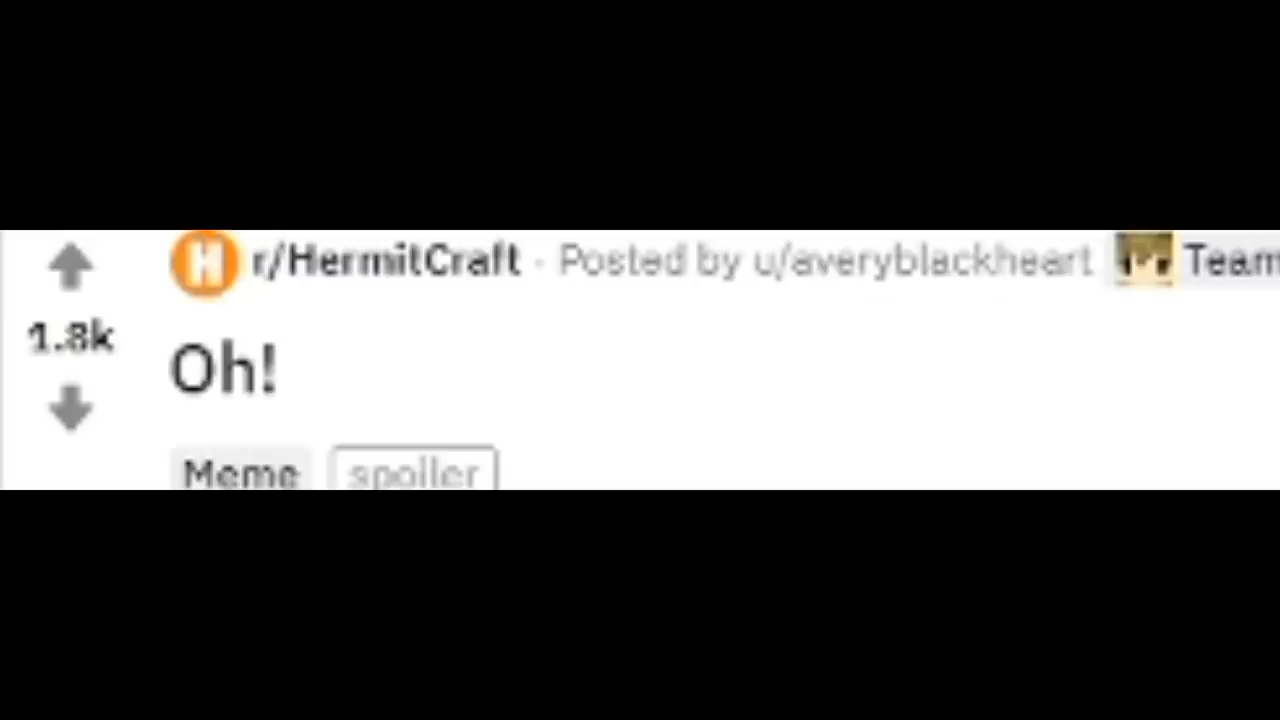 r/HermitCraft · Posted by u/averyblackheart Team
1.8k
Oh!
Meme spoiler